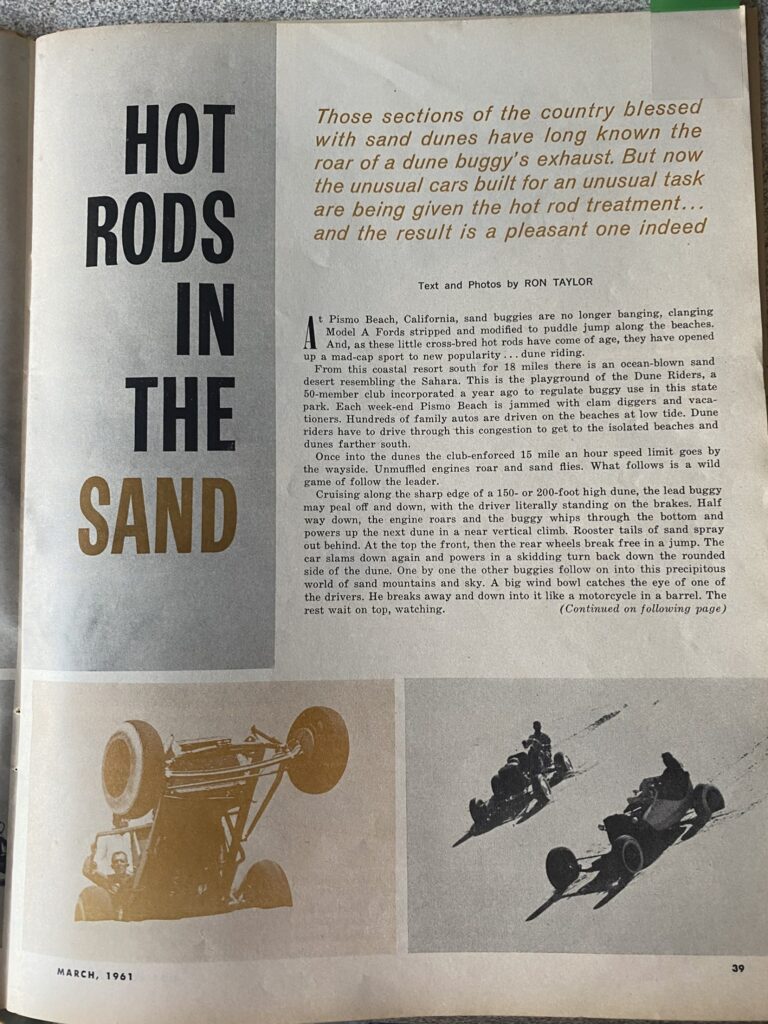 HOT
RODS
IN
THE
SAND
Those sections of the country blessed
with sand dunes have long known the
roar of a dune buggy's exhaust. But now
the unusual cars built for an unusual task
are being given the hot rod treatment...
and the result is a pleasant one indeed
Text and Photos by RON TAYLOR
At Pismo Beach, California, sand buggies are no longer banging, clanging
Model A Fords stripped and modified to puddle jump along the beaches.
And, as these little cross-bred hot rods have come of age, they have opened
up a mad-cap sport to new popularity . . . dune riding.
From this coastal resort south for 18 miles there is an ocean-blown sand
desert resembling the Sahara. This is the playground of the Dune Riders, a
50-member club incorporated a year ago to regulate buggy use in this state
park. Each week-end Pismo Beach is jammed with clam diggers and vaca-
tioners. Hundreds of family autos are driven on the beaches at low tide. Dune
riders have to drive through this congestion to get to the isolated beaches and
dunes farther south.
Once into the dunes the club-enforced 15 mile an hour speed limit goes by
the wayside. Unmuffled engines roar and sand flies. What follows is a wild
game of follow the leader.
Cruising along the sharp edge of a 150- or 200-foot high dune, the lead buggy
may peal off and down, with the driver literally standing on the brakes. Half
way down, the engine roars and the buggy whips through the bottom and
powers up the next dune in a near vertical climb. Rooster tails of sand spray
out behind. At the top the front, then the rear wheels break free in a jump. The
car slams down again and powers in a skidding turn back down the rounded
side of the dune. One by one the other buggies follow on into this precipitous
world of sand mountains and sky. A big wind bowl catches the eye of one of
the drivers. He breaks away and down into it like a motorcycle in a barrel. The
rest wait on top, watching. (Continued on following page)
MARCH, 1961
39